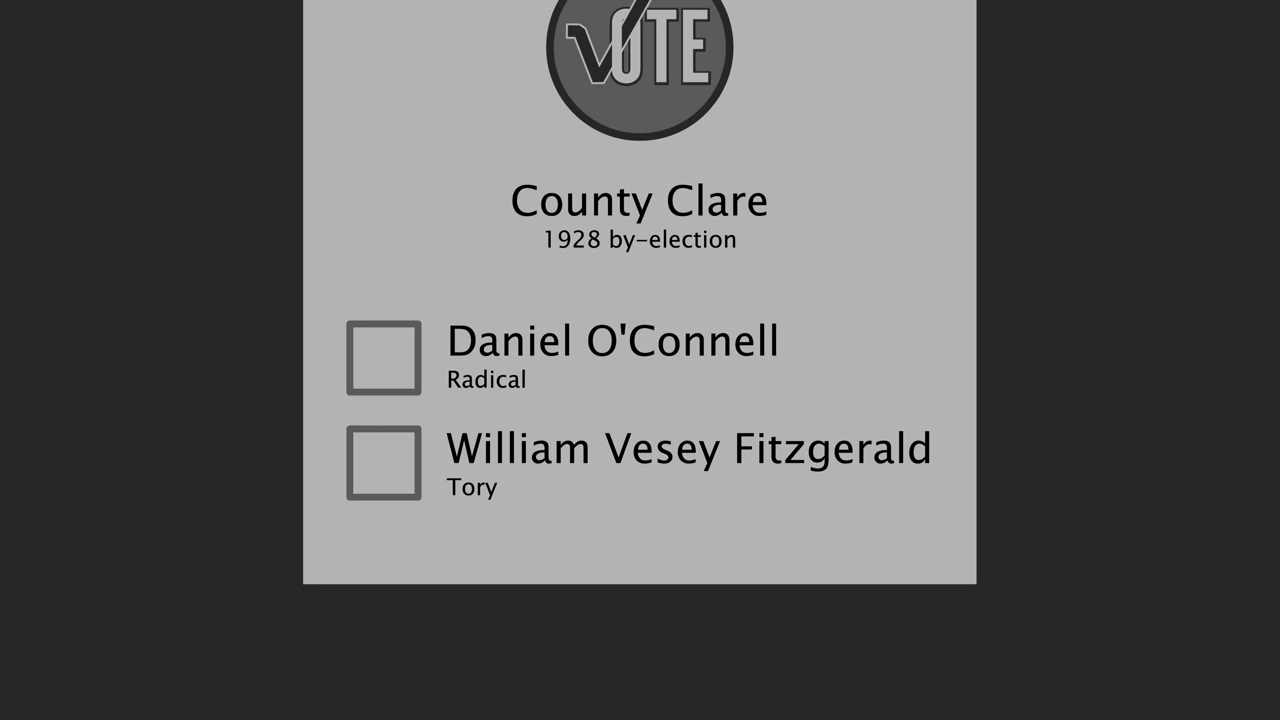 VOTE
County Clare
1928 by-election
Daniel O'Connell
Radical
William Vesey Fitzgerald
Tory